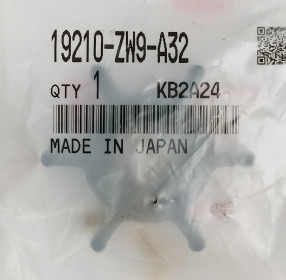 19210-ZW9-A32
QTY 1 KB2A24
MADE IN JAPAN